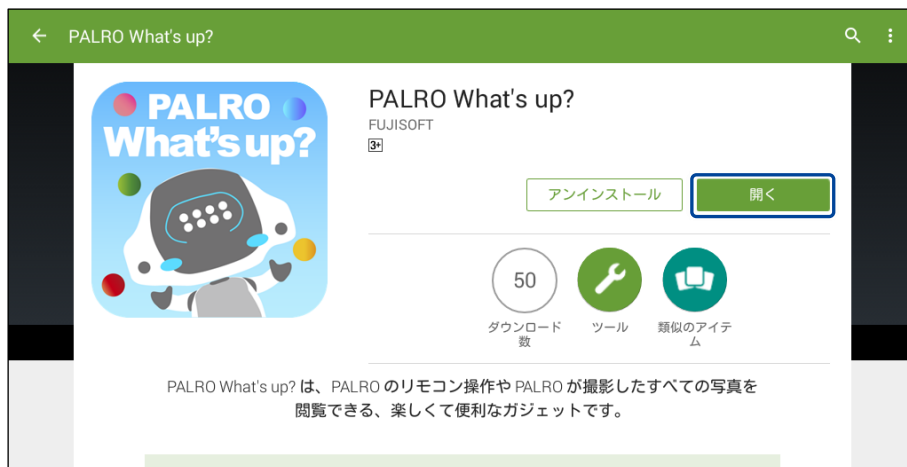 PALRO What's up?
PALRO
What's up?
PALRO What's up?
FUJISOFT
3+
アンインストール
開く
50
ダウンロード
数
ツール
類似のアイテ
ム
PALRO What's up? は、PALRO のリモコン操作や PALRO が撮影したすべての写真を
閲覧できる、楽しくて便利なガジェットです。